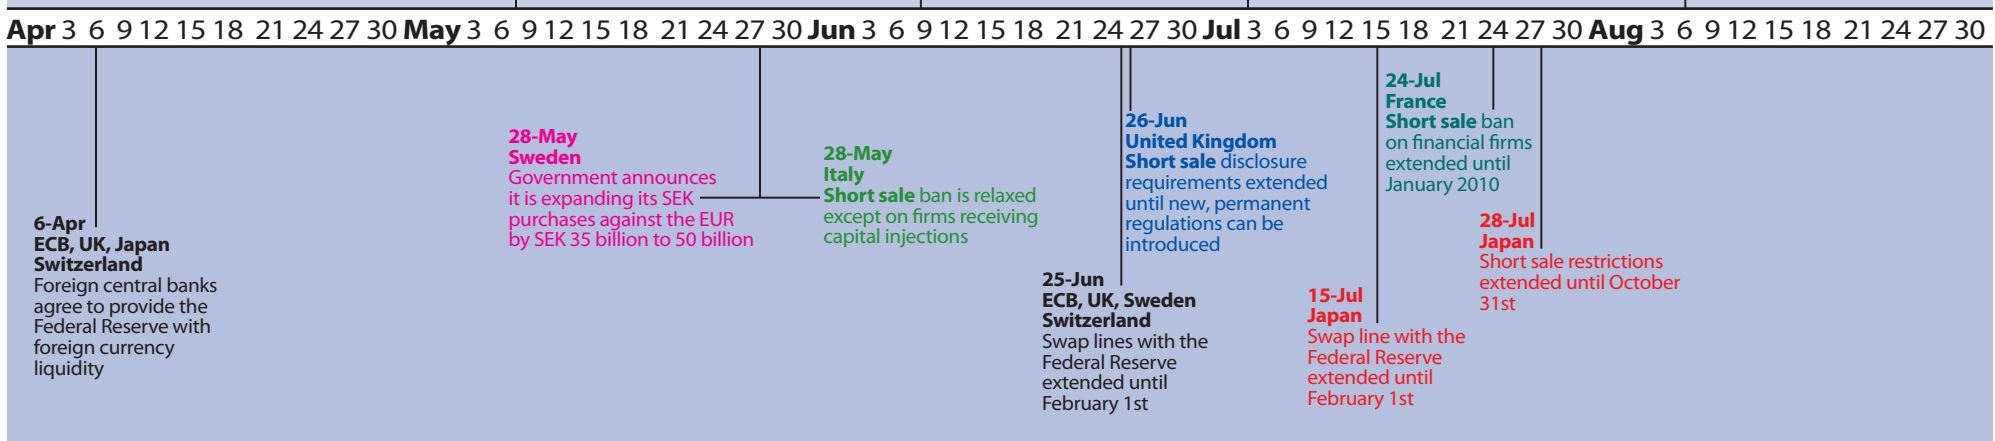 Apr 3 6 9 12 15 18 21 24 27 30 May 3 6 9 12 15 18 21 24 27 30 Jun 3 6 9 12 15 18 21 24 27 30 Jul 3 6 9 12 15 18 21 24 27 30 Aug 3 6 9 12 15 18 21 24 27 30
6-Apr
ECB, UK, Japan
Switzerland
Foreign central banks
agree to provide the
Federal Reserve with
foreign currency
liquidity
28-May
Sweden
Government announces
it is expanding its SEK
purchases against the EUR
by SEK 35 billion to 50 billion
28-May
Italy
Short sale ban is relaxed
except on firms receiving
capital injections
25-Jun
ECB, UK, Sweden
Switzerland
Swap lines with the
Federal Reserve
extended until
February 1st
26-Jun
United Kingdom
Short sale disclosure
requirements extended
until new, permanent
regulations can be
introduced
15-Jul
Japan
Swap line with the
Federal Reserve
extended until
February 1st
24-Jul
France
Short sale ban
on financial firms
extended until
January 2010
28-Jul
Japan
Short sale restrictions
extended until October
31st